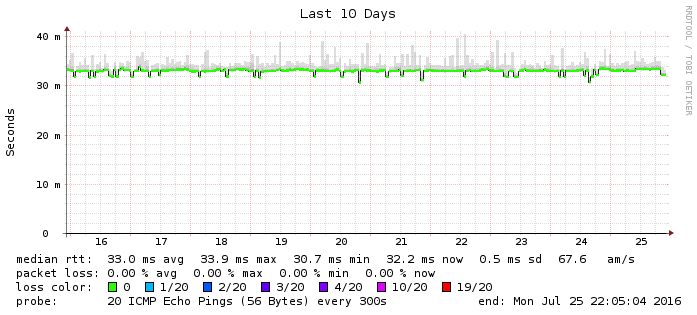 Last 10 Days
RRDTOOL / TOBI OETIKER
Seconds
40 m
30 m
20 m
10 m
0
16 17 18 19 20 21 22 23 24 25
median rtt: 33.0 ms avg 33.9 ms max 30.7 ms min 32.2 ms now 0.5 ms sd 67.6 am/s
packet loss: 0.00 % avg 0.00 % max 0.00 % min 0.00 % now
loss color: 0 1/20 2/20 3/20 4/20 10/20 19/20
probe: 20 ICMP Echo Pings (56 Bytes) every 300s end: Mon Jul 25 22:05:04 2016